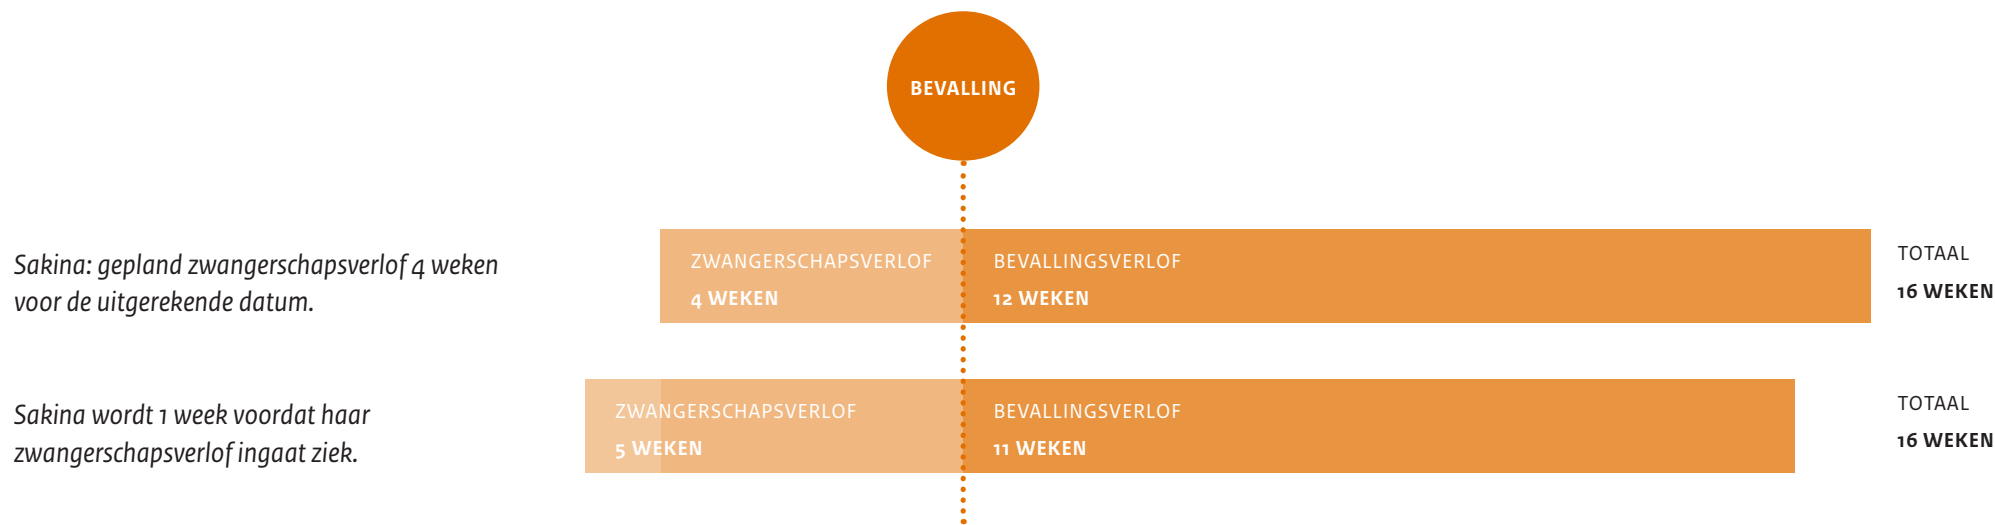 BEVALLING
Sakina: gepland zwangerschapsverlof 4 weken
voor de uitgerekende datum.
ZWANGERSCHAPSVERLOF
4 WEKEN
BEVALLINGSVERLOF
12 WEKEN
TOTAAL
16 WEKEN
Sakina wordt 1 week voordat haar
zwangerschapsverlof ingaat ziek.
ZWANGERSCHAPSVERLOF
5 WEKEN
BEVALLINGSVERLOF
11 WEKEN
TOTAAL
16 WEKEN